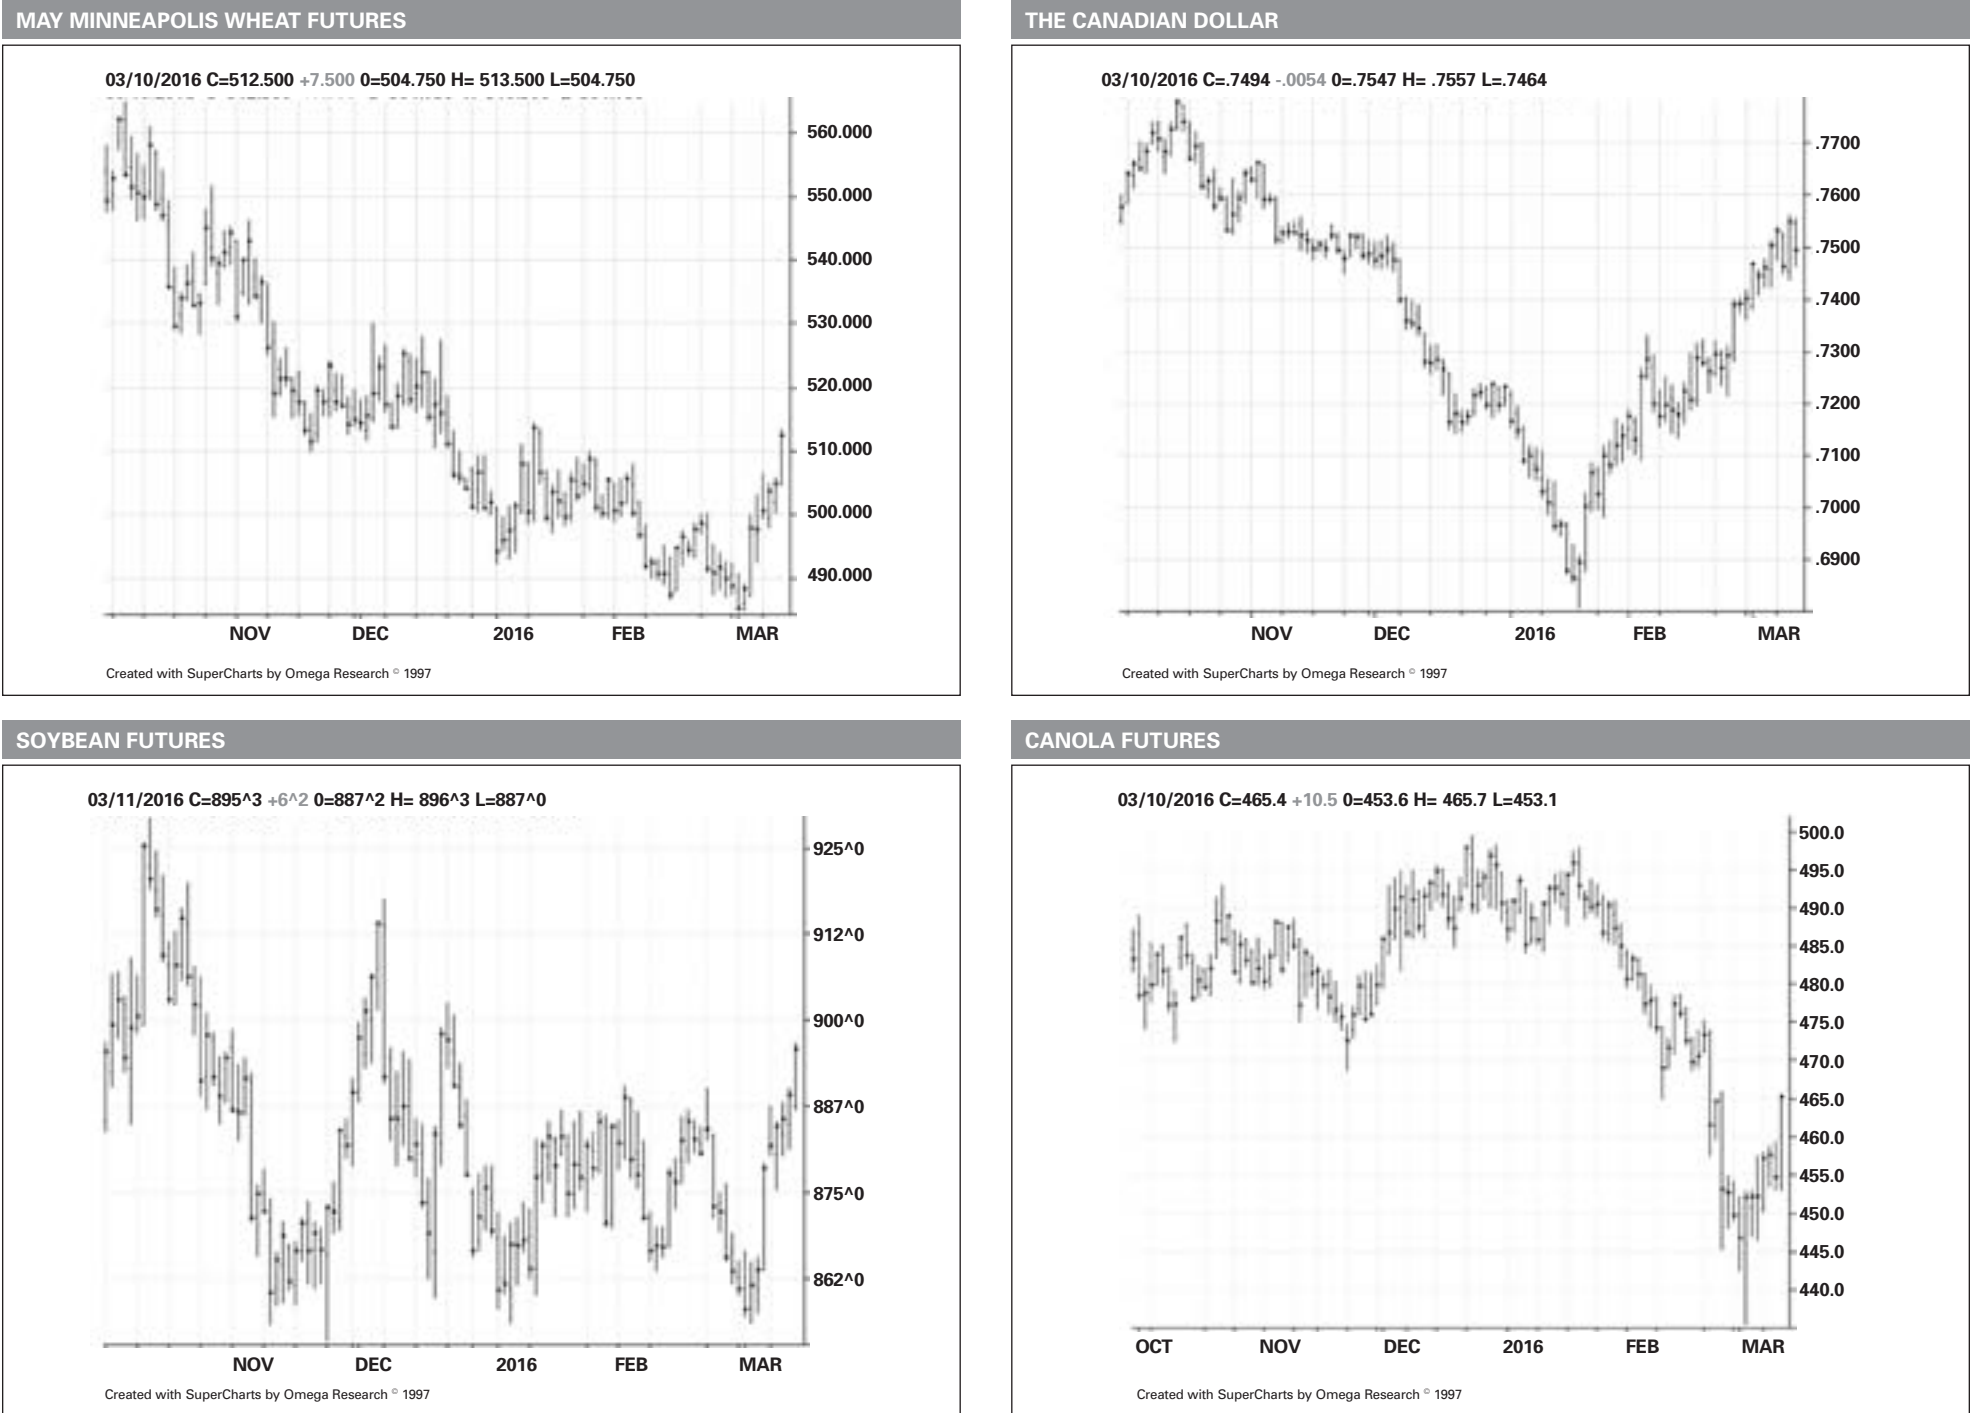 MAY MINNEAPOLIS WHEAT FUTURES
03/10/2016 C=512.500 +7.500 0=504.750 H= 513.500 L=504.750
560.000
550.000
540.000
530.000
520.000
510.000
500.000
490.000
NOV DEC 2016 FEB MAR
Created with SuperCharts by Omega Research © 1997
THE CANADIAN DOLLAR
03/10/2016 C=.7494 -.0054 0=.7547 H= .7557 L=.7464
.7700
.7600
.7500
.7400
.7300
.7200
.7100
.7000
.6900
NOV DEC 2016 FEB MAR
Created with SuperCharts by Omega Research © 1997
SOYBEAN FUTURES
03/11/2016 C=895^3 +6^2 0=887^2 H= 896^3 L=887^0
925^0
912^0
900^0
887^0
875^0
862^0
NOV DEC 2016 FEB MAR
Created with SuperCharts by Omega Research © 1997
CANOLA FUTURES
03/10/2016 C=465.4 +10.5 0=453.6 H= 465.7 L=453.1
500.0
495.0
490.0
485.0
480.0
475.0
470.0
465.0
460.0
455.0
450.0
445.0
440.0
OCT NOV DEC 2016 FEB MAR
Created with SuperCharts by Omega Research © 1997